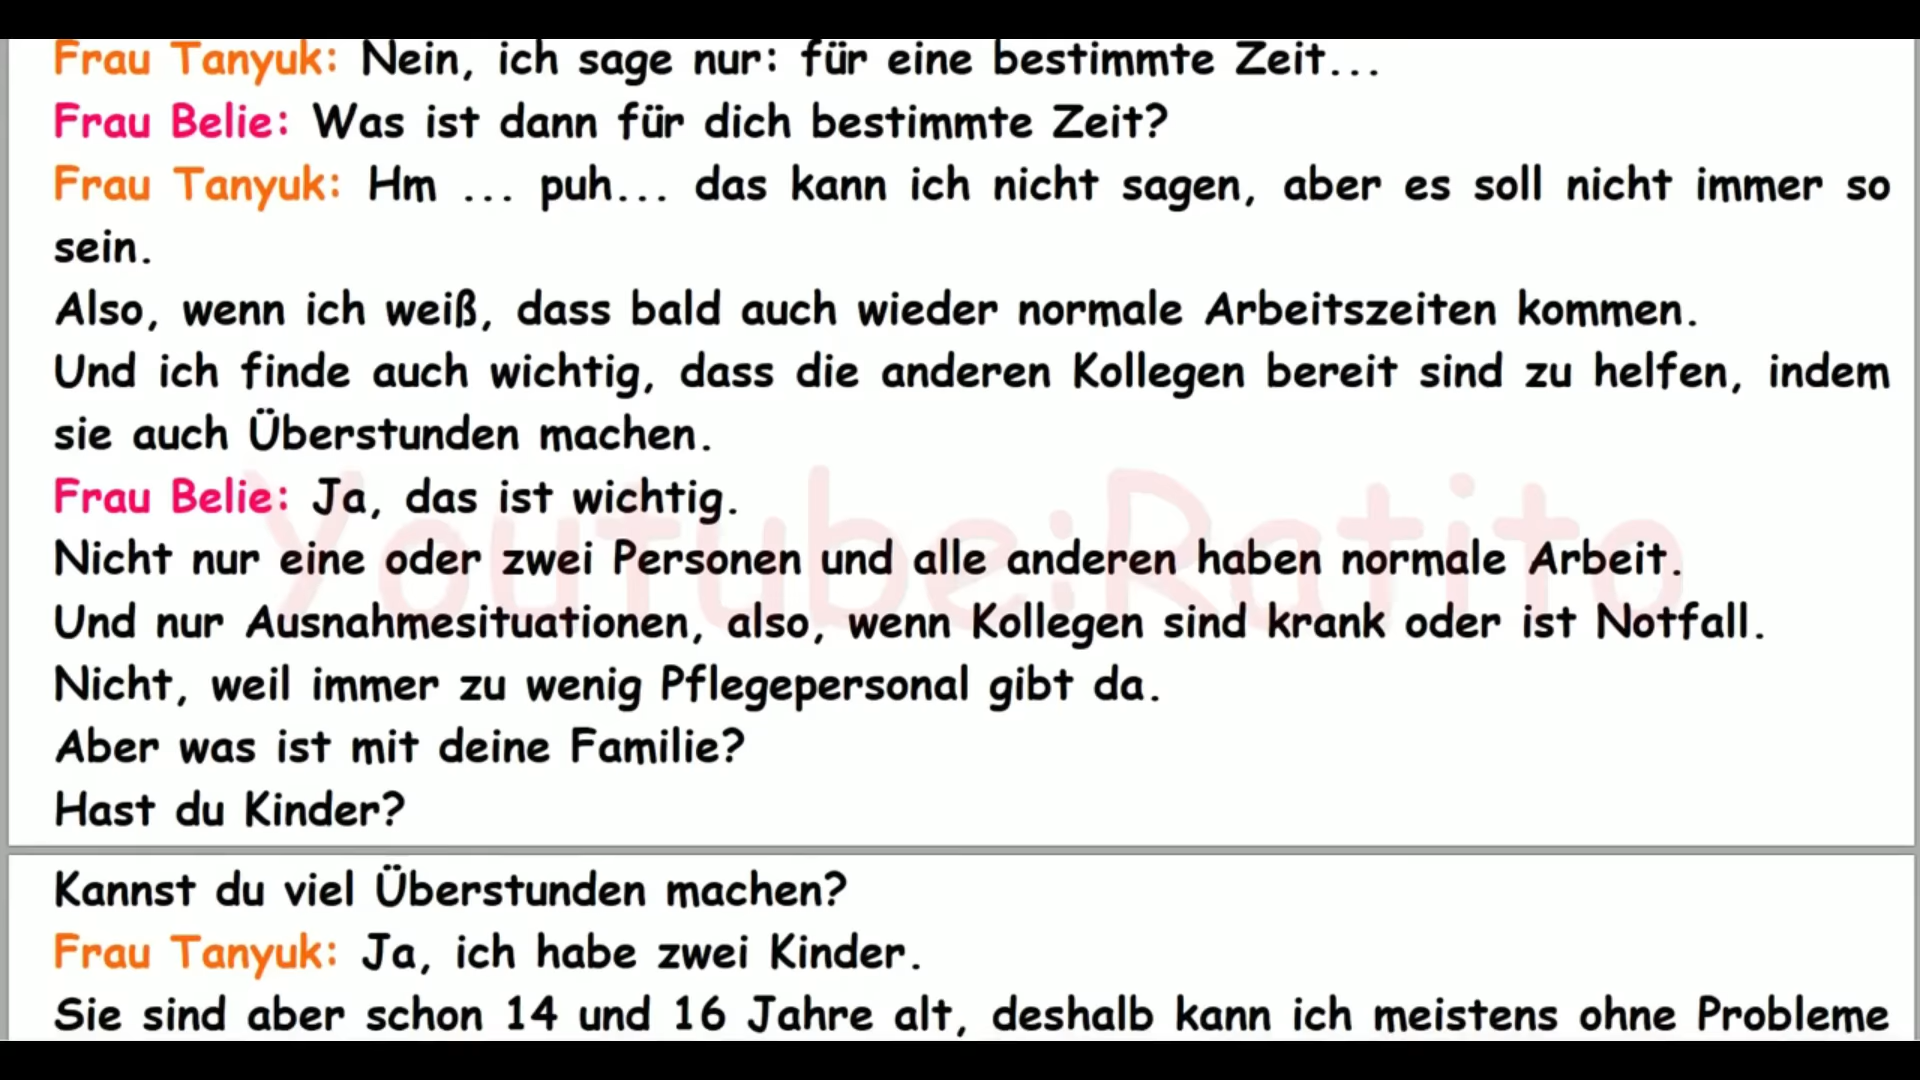 Frau Tanyuk: Nein, ich sage nur: für eine bestimmte Zeit...
Frau Belie: Was ist dann für dich bestimmte Zeit?
Frau Tanyuk: Hm ... puh... das kann ich nicht sagen, aber es soll nicht immer so
sein.
Also, wenn ich weiß, dass bald auch wieder normale Arbeitszeiten kommen.
Und ich finde auch wichtig, dass die anderen Kollegen bereit sind zu helfen, indem
sie auch Überstunden machen.
Frau Belie: Ja, das ist wichtig.
Nicht nur eine oder zwei Personen und alle anderen haben normale Arbeit.
Youtube:Ratito
Und nur Ausnahmesituationen, also, wenn Kollegen sind krank oder ist Notfall.
Nicht, weil immer zu wenig Pflegepersonal gibt da.
Aber was ist mit deine Familie?
Hast du Kinder?
Kannst du viel Überstunden machen?
Frau Tanyuk: Ja, ich habe zwei Kinder.
Sie sind aber schon 14 und 16 Jahre alt, deshalb kann ich meistens ohne Probleme